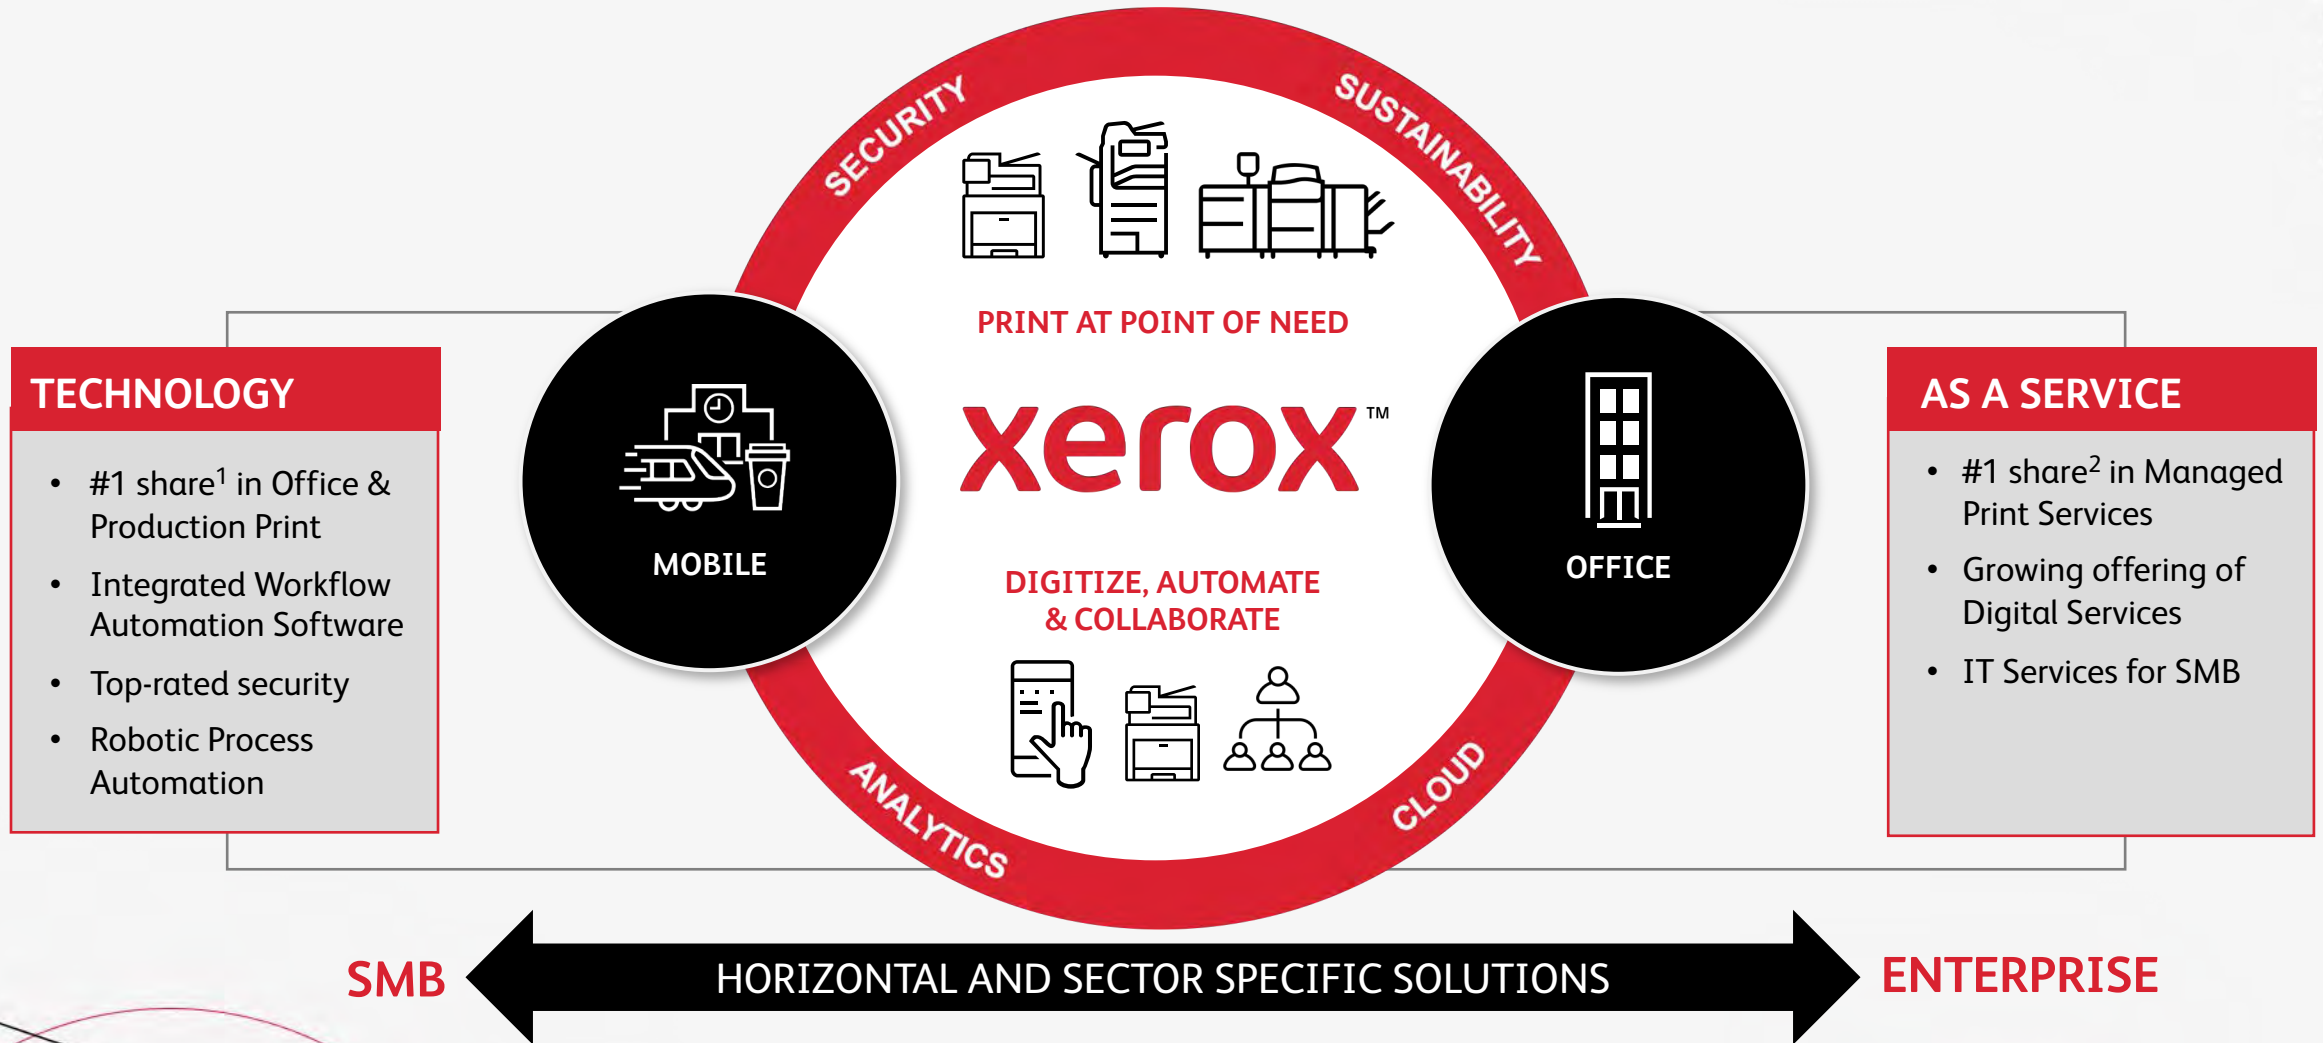 SECURITY
SUSTAINABILITY
PRINT AT POINT OF NEED
xerox™
DIGITIZE, AUTOMATE
& COLLABORATE
ANALYTICS
CLOUD
MOBILE
OFFICE
TECHNOLOGY
• #1 share¹ in Office &
Production Print
• Integrated Workflow
Automation Software
• Top-rated security
• Robotic Process
Automation
AS A SERVICE
• #1 share² in Managed
Print Services
• Growing offering of
Digital Services
• IT Services for SMB
SMB
HORIZONTAL AND SECTOR SPECIFIC SOLUTIONS
ENTERPRISE